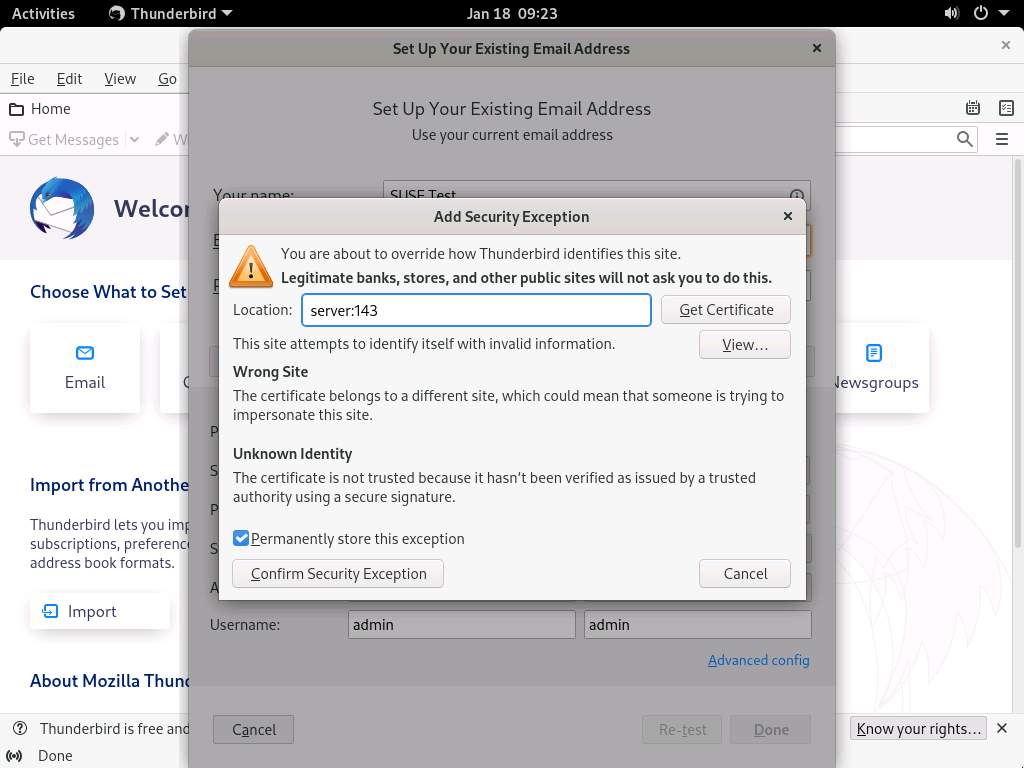 Activities
Thunderbird
Jan 18 09:23
Set Up Your Existing Email Address
File Edit View Go
Home
Set Up Your Existing Email Address
Use your current email address
Get Messages
Your name:
SUSE Test
Add Security Exception
You are about to override how Thunderbird identifies this site.
Legitimate banks, stores, and other public sites will not ask you to do this.
Choose What to Set
Location: server:143 Get Certificate
This site attempts to identify itself with invalid information. View…
Wrong Site
Email
Newsgroups
The certificate belongs to a different site, which could mean that someone is trying to
impersonate this site.
Unknown Identity
The certificate is not trusted because it hasn’t been verified as issued by a trusted
authority using a secure signature.
Import from Anothe
Thunderbird lets you imp
subscriptions, preference
address book formats.
Permanently store this exception
Confirm Security Exception Cancel
Import
Username: admin admin
Advanced config
About Mozilla Thund
Thunderbird is free and
Cancel Re-test Done
Know your rights…
Done